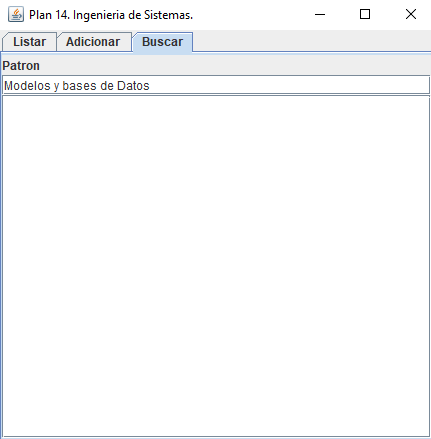 Plan 14. Ingenieria de Sistemas.
Listar Adicionar Buscar
Patron
Modelos y bases de Datos